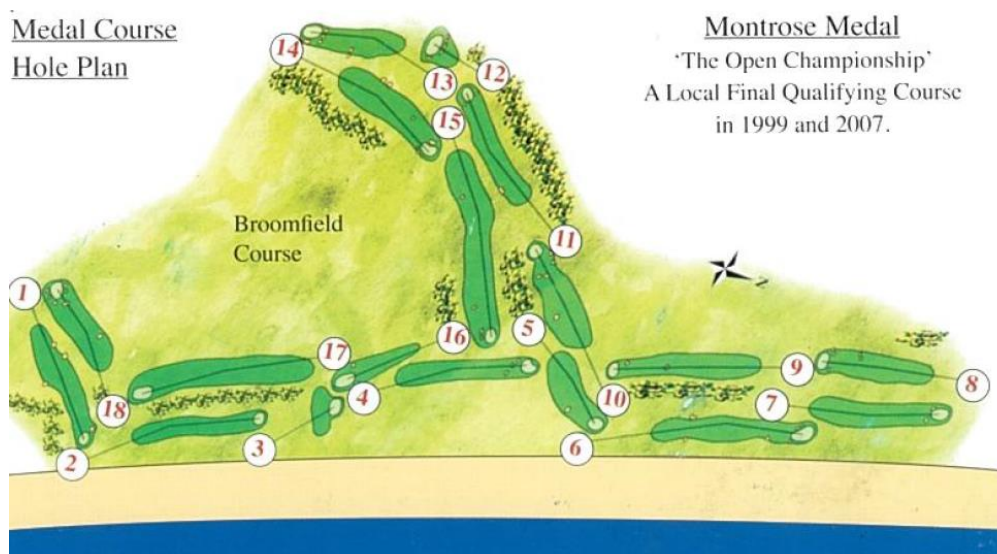 Medal Course
Hole Plan
Montrose Medal
'The Open Championship'
A Local Final Qualifying Course
in 1999 and 2007.
14
13
12
15
Broomfield
Course
11
N
1
5
16
17
18
4
10
9
8
7
2
3
6